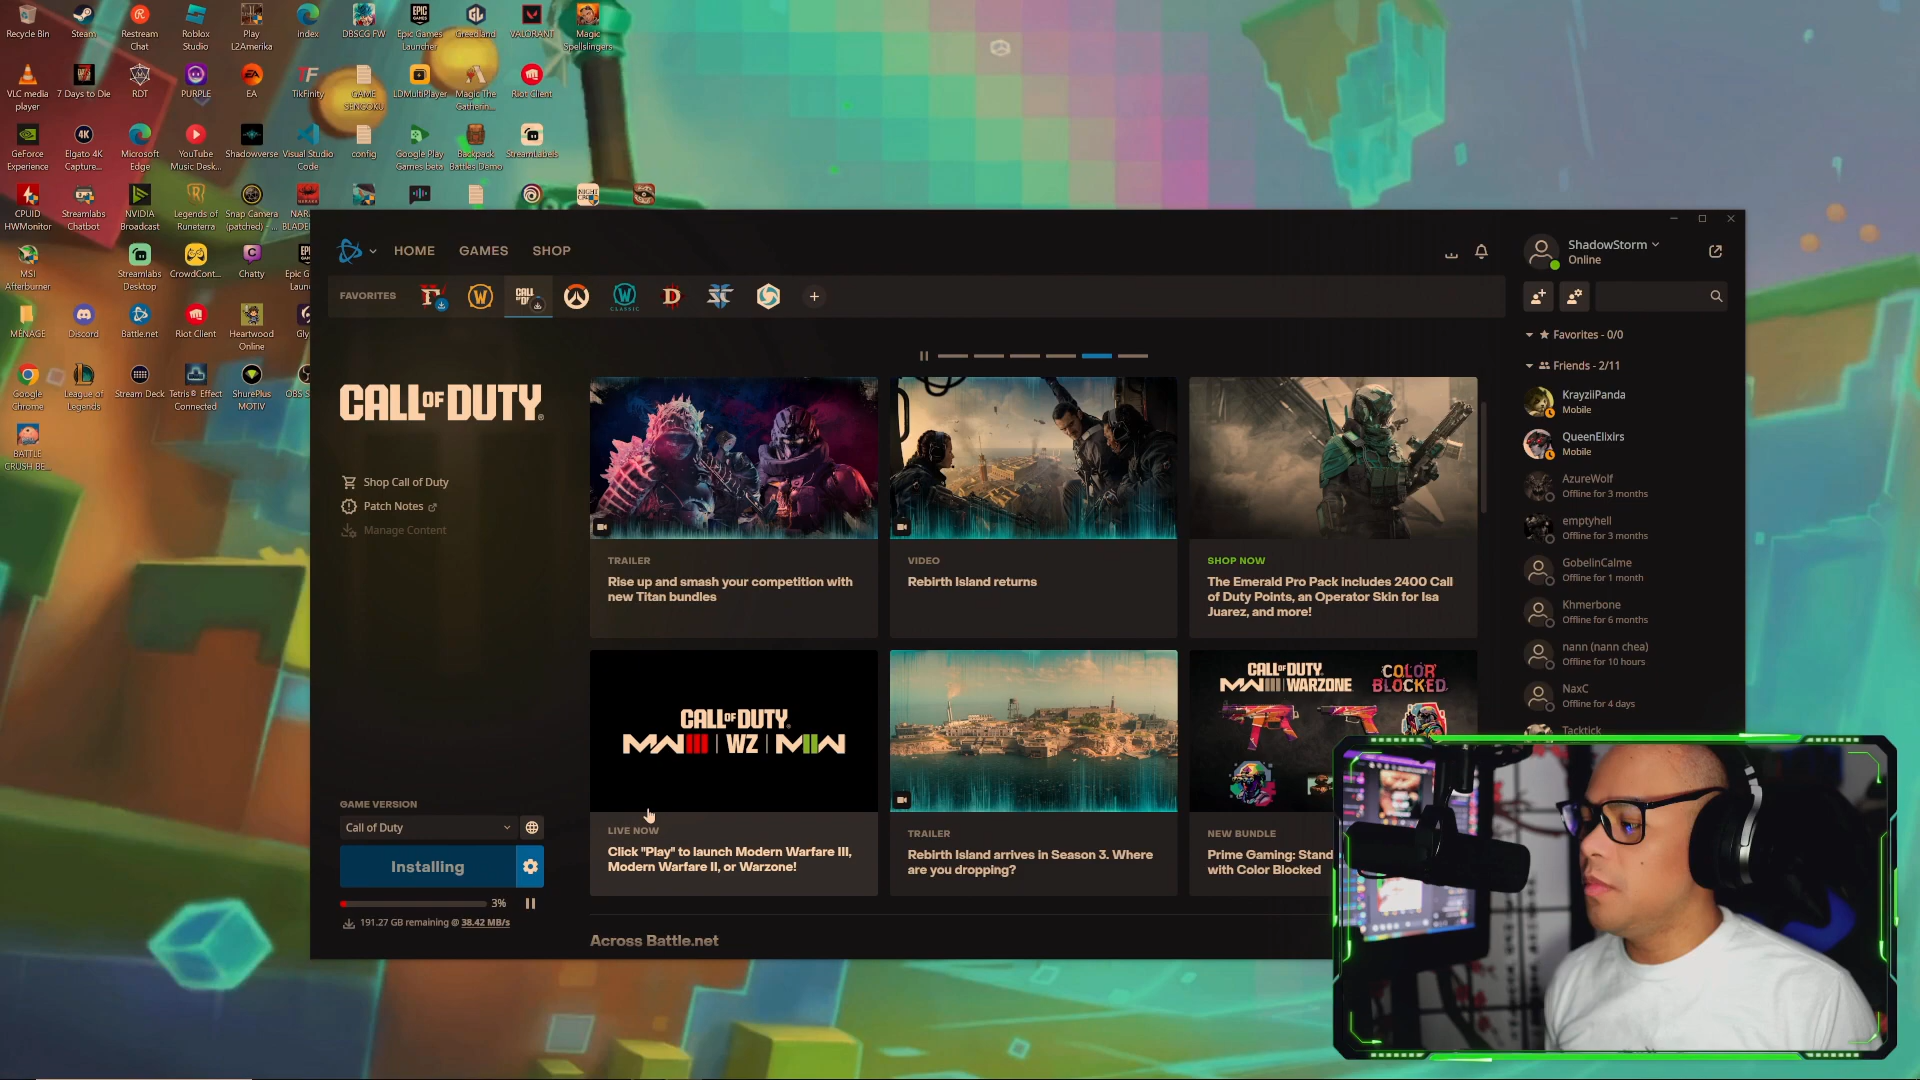 Recycle Bin
Steam
Restream
Chat
Roblox
Studio
Play
L2Amerika
index
DBSCG FW
Epic Games
Launcher
Greedland
VALORANT
Magic
Spellslingers
VLC media
player
7 Days to Die
RDT
PURPLE
EA
TikFinity
GAME
SENGOKU
LDMultiPlayer
Magic The
Gatherin...
Riot Client
GeForce
Experience
Elgato 4K
Capture...
Microsoft
Edge
YouTube
Music Desk...
Shadowverse
Visual Studio
Code
config
Google Play
Games beta
Backpack
Battles Demo
StreamLabels
CPUID
HWMonitor
Streamlabs
Chatbot
NVIDIA
Broadcast
Legends of
Runeterra
Snap Camera
(patched) -...
MSI
Afterburner
Streamlabs
Desktop
CrowdCont...
Chatty
MENAGE
Discord
Battle.net
Riot Client
Heartwood
Online
Google
Chrome
League of
Legends
Stream Deck
Tetris® Effect
Connected
ShurePlus
MOTIV
OBS S
BATTLE
CRUSH BE...
HOME
GAMES
SHOP
FAVORITES
CLASSIC
CALL OF DUTY®
Shop Call of Duty
Patch Notes
Manage Content
GAME VERSION
Call of Duty
Installing
3%
191.27 GB remaining @ 38.42 MB/s
TRAILER
Rise up and smash your competition with
new Titan bundles
VIDEO
Rebirth Island returns
SHOP NOW
The Emerald Pro Pack includes 2400 Call
of Duty Points, an Operator Skin for Isa
Juarez, and more!
CALL OF DUTY®
MWIII | WZ | MWII
LIVE NOW
Click "Play" to launch Modern Warfare III,
Modern Warfare II, or Warzone!
TRAILER
Rebirth Island arrives in Season 3. Where
are you dropping?
CALL OF DUTY
MWIII WARZONE
COLOR
BLOCKED
NEW BUNDLE
Prime Gaming: Stand
with Color Blocked
Across Battle.net
ShadowStorm
Online
Favorites - 0/0
Friends - 2/11
KrayziiPanda
Mobile
QueenElixirs
Mobile
AzureWolf
Offline for 3 months
emptyhell
Offline for 3 months
GobelinCalme
Offline for 1 month
Khmerbone
Offline for 6 months
nann (nann chea)
Offline for 10 hours
NaxC
Offline for 4 days
Tacktick